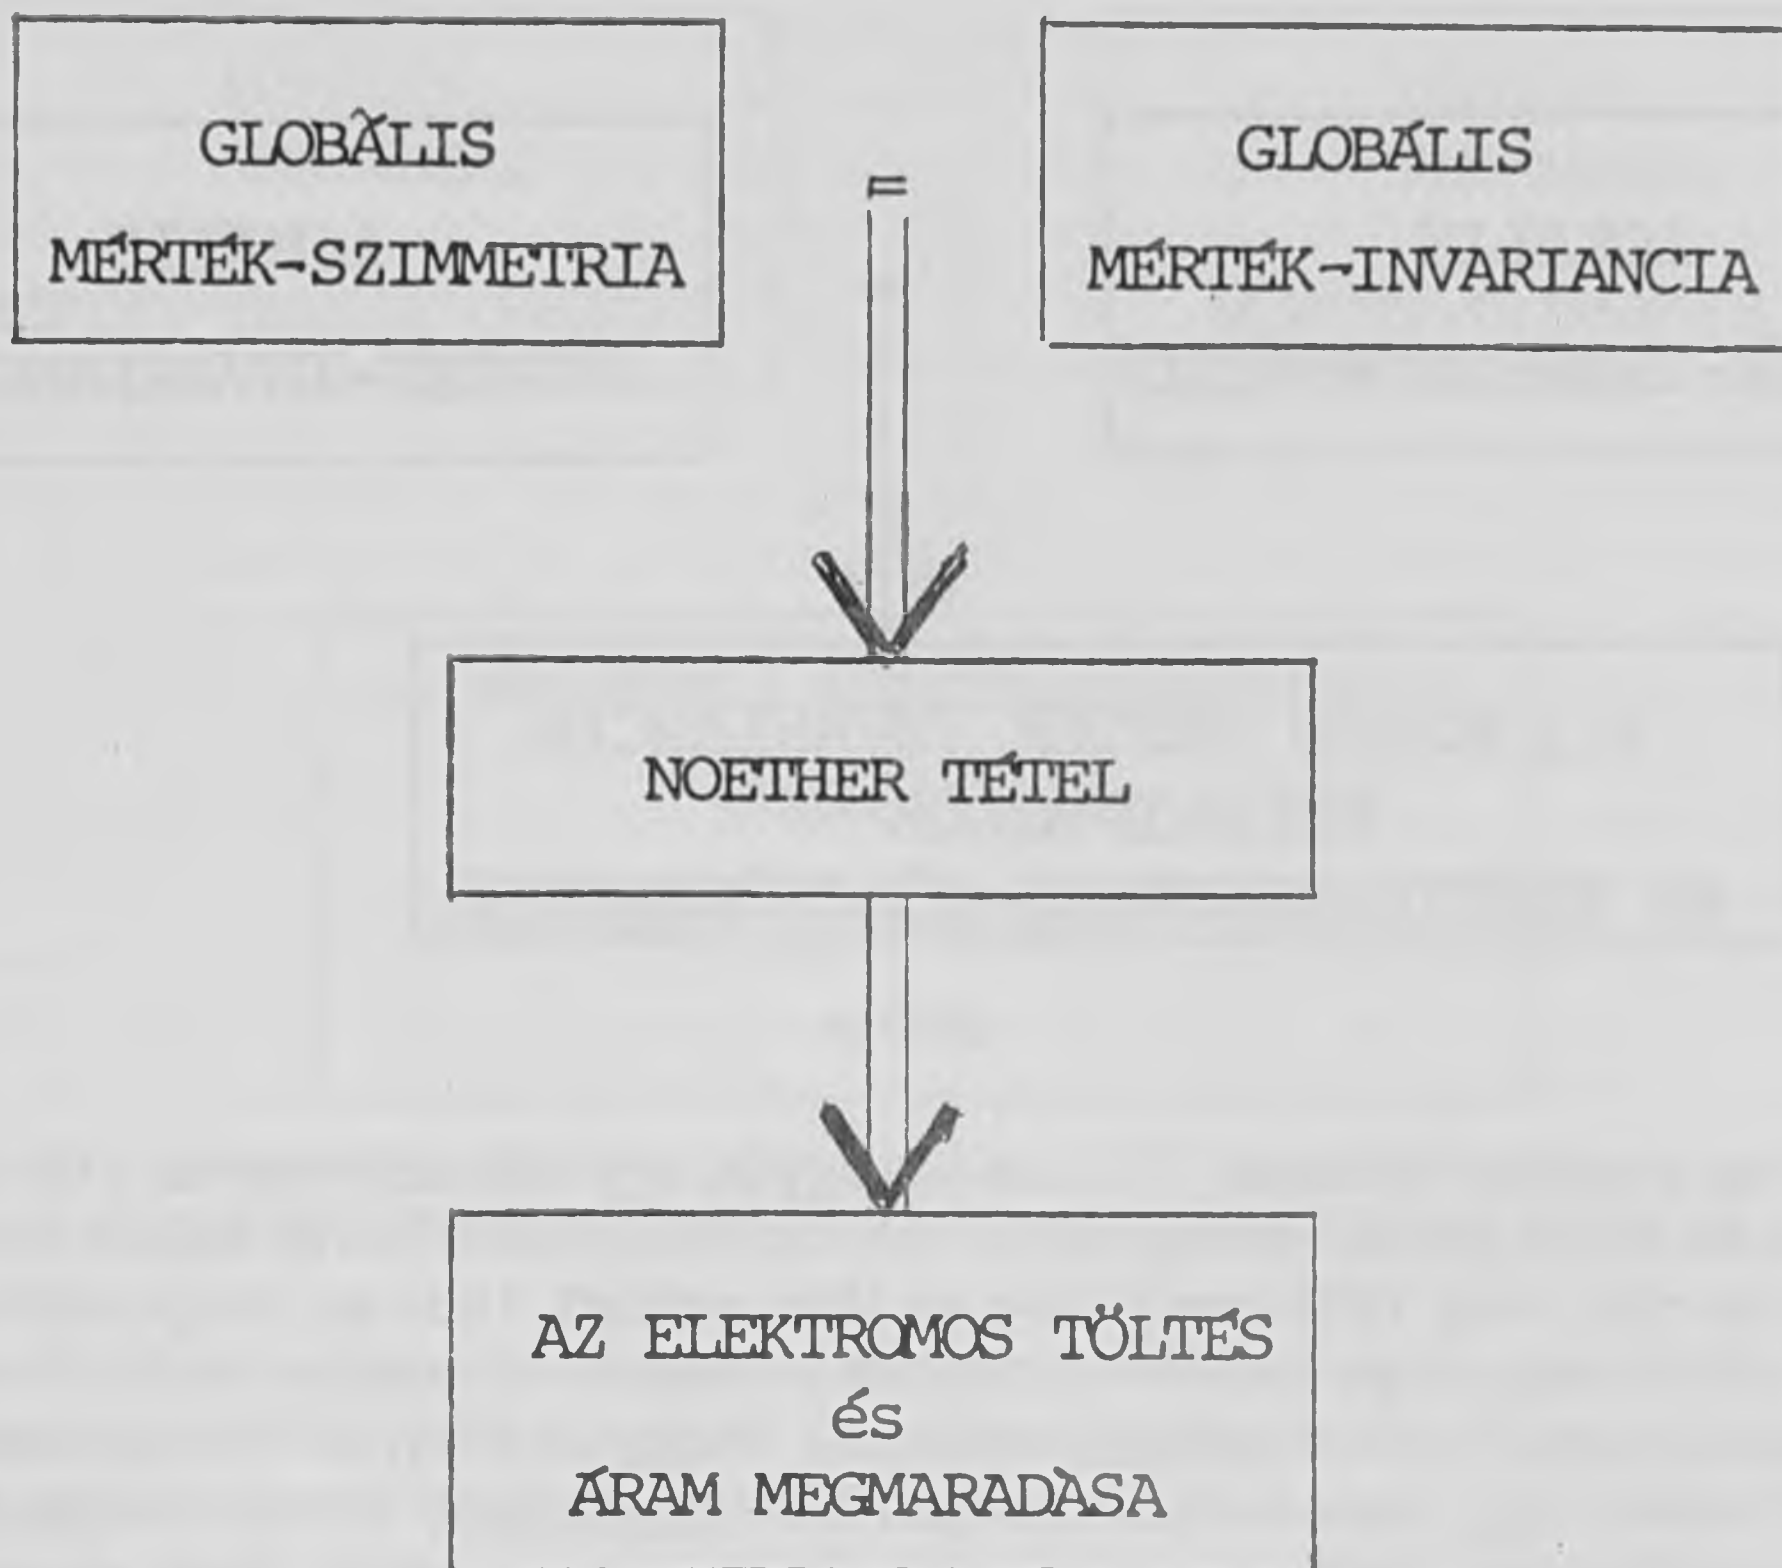 GLOBÁLIS
MÉRTÉK-SZIMMETRIA
=
GLOBÁLIS
MÉRTÉK-INVARIANCIA
NOETHER TÉTEL
AZ ELEKTROMOS TÖLTÉS
és
ÁRAM MEGMARADÁSA